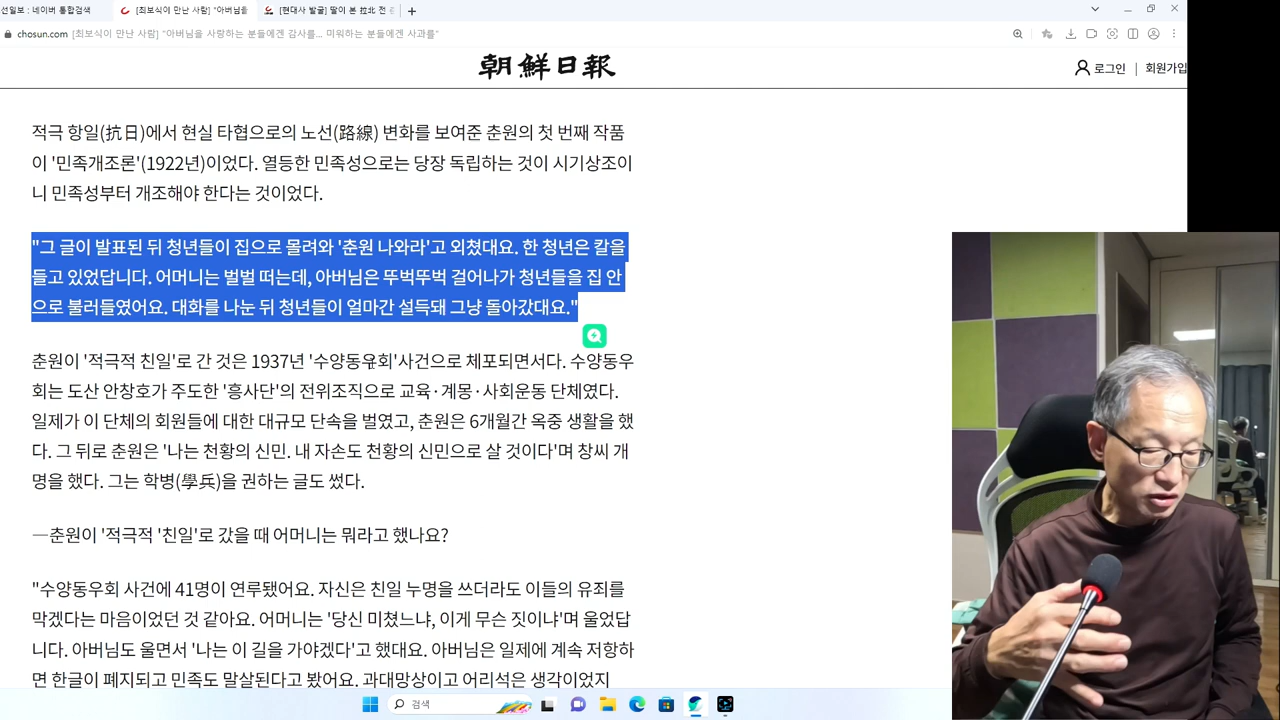 선일보 : 네이버 통합검색
[최보식이 만난 사람] "아버님을
[현대사 발굴] 딸이 본 拉北 전 춘
chosun.com [최보식이 만난 사람] "아버님을 사랑하는 분들에겐 감사를... 미워하는 분들에겐 사과를"
朝鮮日報
로그인 | 회원가입
적극 항일(抗日)에서 현실 타협으로의 노선(路線) 변화를 보여준 춘원의 첫 번째 작품
이 '민족개조론'(1922년)이었다. 열등한 민족성으로는 당장 독립하는 것이 시기상조이
니 민족성부터 개조해야 한다는 것이었다.
"그 글이 발표된 뒤 청년들이 집으로 몰려와 '춘원 나와라'고 외쳤대요. 한 청년은 칼을
들고 있었답니다. 어머니는 벌벌 떠는데, 아버님은 뚜벅뚜벅 걸어나가 청년들을 집 안
으로 불러들였어요. 대화를 나눈 뒤 청년들이 얼마간 설득돼 그냥 돌아갔대요."
춘원이 '적극적 친일'로 간 것은 1937년 '수양동우회'사건으로 체포되면서다. 수양동우
회는 도산 안창호가 주도한 '흥사단'의 전위조직으로 교육·계몽·사회운동 단체였다.
일제가 이 단체의 회원들에 대한 대규모 단속을 벌였고, 춘원은 6개월간 옥중 생활을 했
다. 그 뒤로 춘원은 '나는 천황의 신민. 내 자손도 천황의 신민으로 살 것이다'며 창씨 개
명을 했다. 그는 학병(學兵)을 권하는 글도 썼다.
―춘원이 '적극적 '친일'로 갔을 때 어머니는 뭐라고 했나요?
"수양동우회 사건에 41명이 연루됐어요. 자신은 친일 누명을 쓰더라도 이들의 유죄를
막겠다는 마음이었던 것 같아요. 어머니는 '당신 미쳤느냐, 이게 무슨 짓이냐'며 울었답
니다. 아버님도 울면서 '나는 이 길을 가야겠다'고 했대요. 아버님은 일제에 계속 저항하
면 한글이 폐지되고 민족도 말살된다고 봤어요. 과대망상이고 어리석은 생각이었지
검색